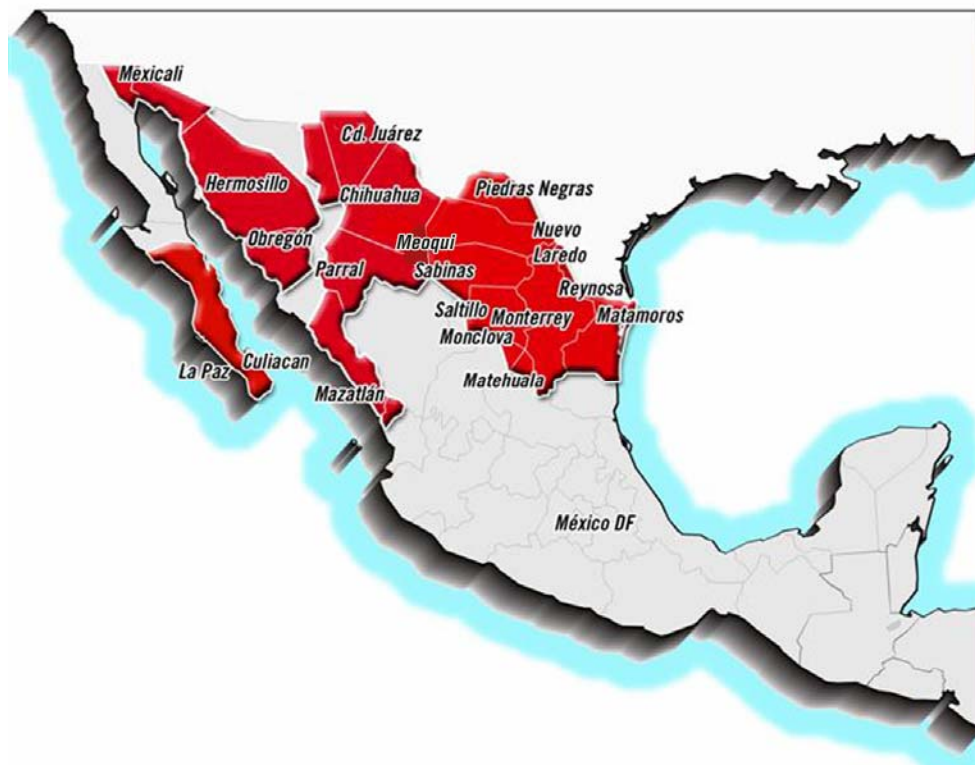 Mexicali
Cd. Juárez
Hermosillo
Chihuahua
Piedras Negras
Nuevo
Laredo
Obregón
Meoqui
Parral
Sabinas
Reynosa
Saltillo
Monterrey
Matamoros
Monclova
Culiacan
La Paz
Matehuala
Mazatlán
México DF